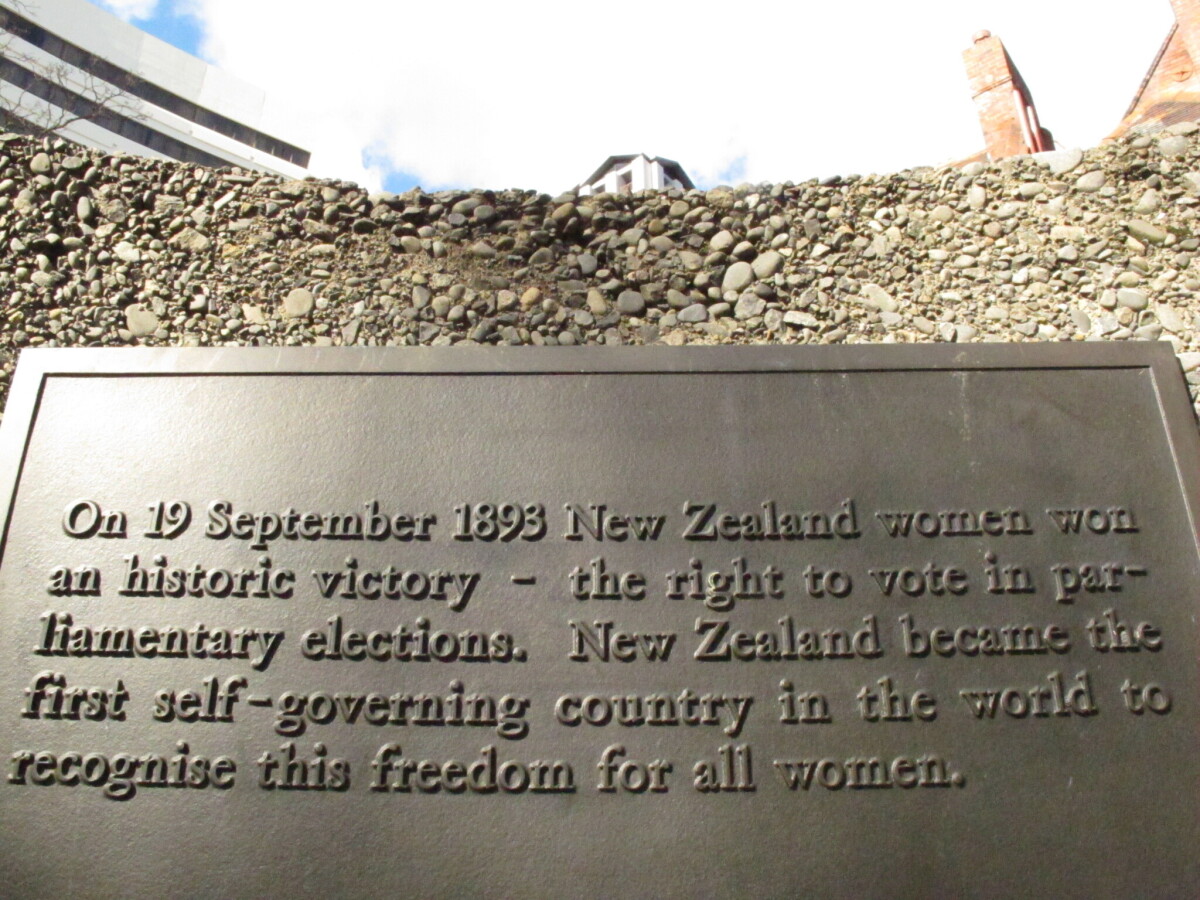 On 19 September 1893 New Zealand women won
an historic victory - the right to vote in par-
liamentary elections. New Zealand became the
first self-governing country in the world to
recognise this freedom for all women.